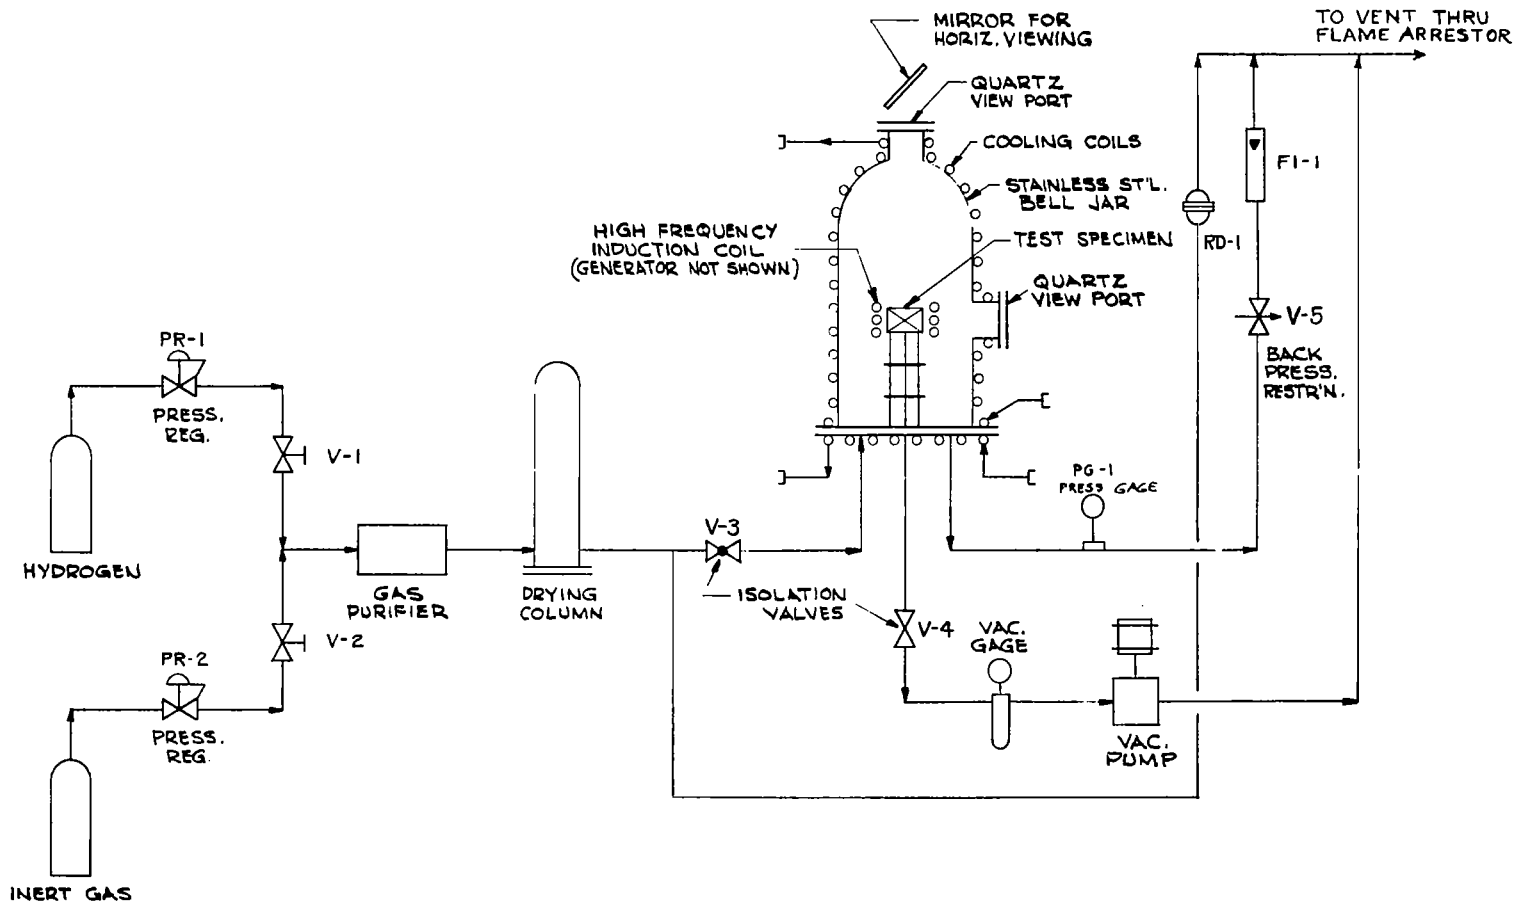 TO VENT THRU
FLAME ARRESTOR
MIRROR FOR
HORIZ. VIEWING
QUARTZ
VIEW PORT
COOLING COILS
FI-1
STAINLESS ST'L.
BELL JAR
HIGH FREQUENCY
INDUCTION COIL
(GENERATOR NOT SHOWN)
TEST SPECIMEN
RD-1
QUARTZ
VIEW PORT
V-5
BACK
PRESS.
RESTR'N.
PR-1
PRESS.
REG.
V-1
PG-1
PRESS GAGE
V-3
HYDROGEN
GAS
PURIFIER
DRYING
COLUMN
ISOLATION
VALVES
V-4
VAC.
GAGE
V-2
PR-2
PRESS.
REG.
VAC.
PUMP
INERT GAS